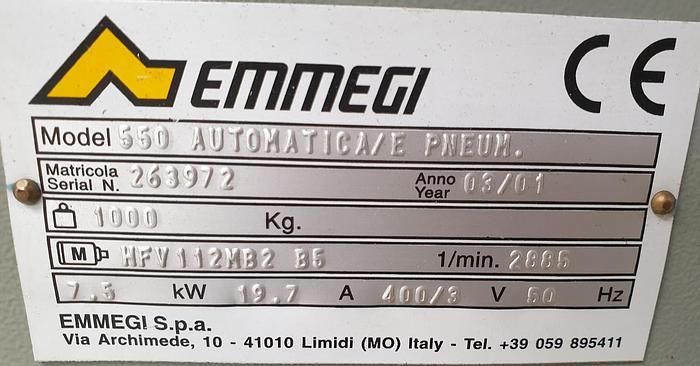 EMMEGI CE
Model 550 AUTOMATICA/E PNEUM.
Matricola
Serial N. 263972 Anno
Year 03/01
1000 Kg.
M HFV112MB2 B5 1/min. 2885
7.5 kW 19.7 A 400/3 V 50 Hz
EMMEGI S.p.a.
Via Archimede, 10 - 41010 Limidi (MO) Italy - Tel. +39 059 895411